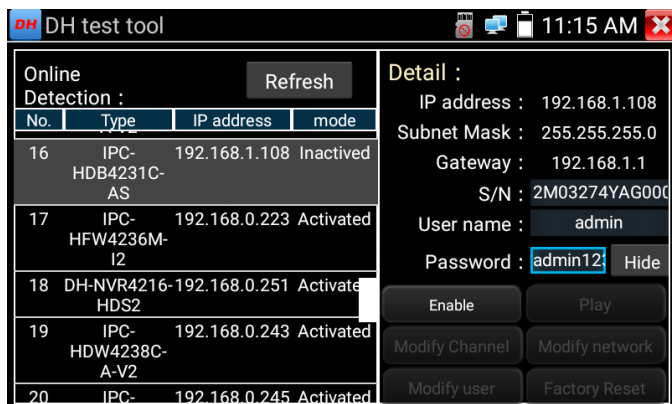 DH DH test tool 11:15 AM
Online
Detection :
Refresh
No. Type IP address mode
16 IPC-HDB4231C-AS 192.168.1.108 Inactived
17 IPC-HFW4236M-I2 192.168.0.223 Activated
18 DH-NVR4216-HDS2 192.168.0.251 Activate
19 IPC-HDW4238C-A-V2 192.168.0.243 Activated
20 IPC- 192.168.0.245 Activated
Detail :
IP address : 192.168.1.108
Subnet Mask : 255.255.255.0
Gateway : 192.168.1.1
S/N : 2M03274YAG000
User name : admin
Password : admin123 Hide
Enable Play
Modify Channel Modify network
Modify user Factory Reset